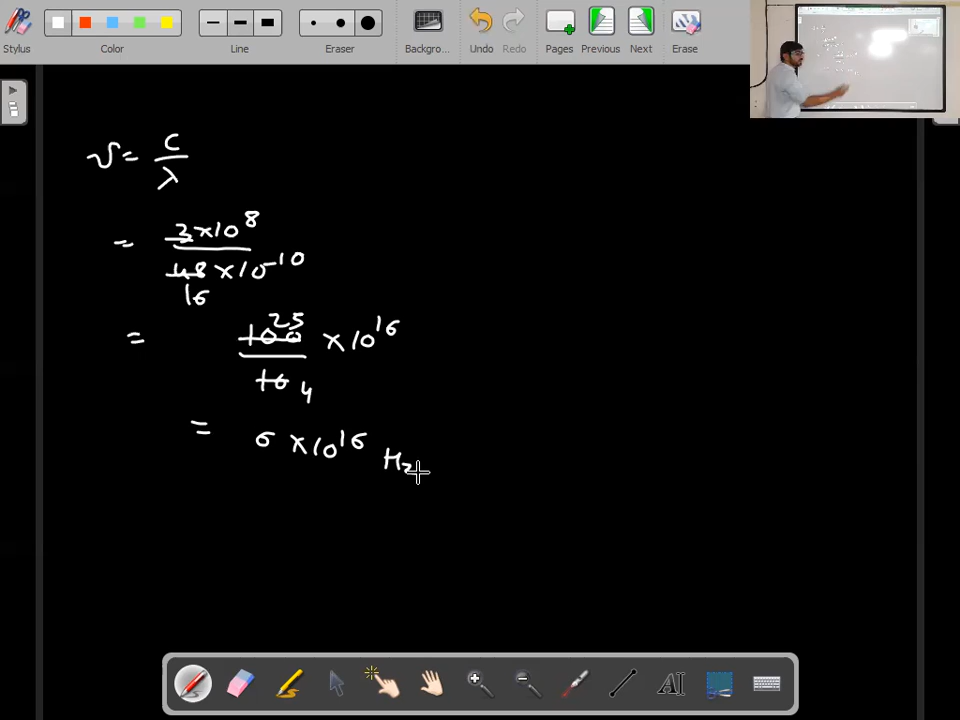 Stylus
Color
Line
Eraser
Backgro...
Undo
Redo
Pages
Previous
Next
Erase
ν = c/λ
= 3×10^8 / 48×10^-10
16
= 100/16 × 10^16
25
4
= 6 × 10^16 Hz